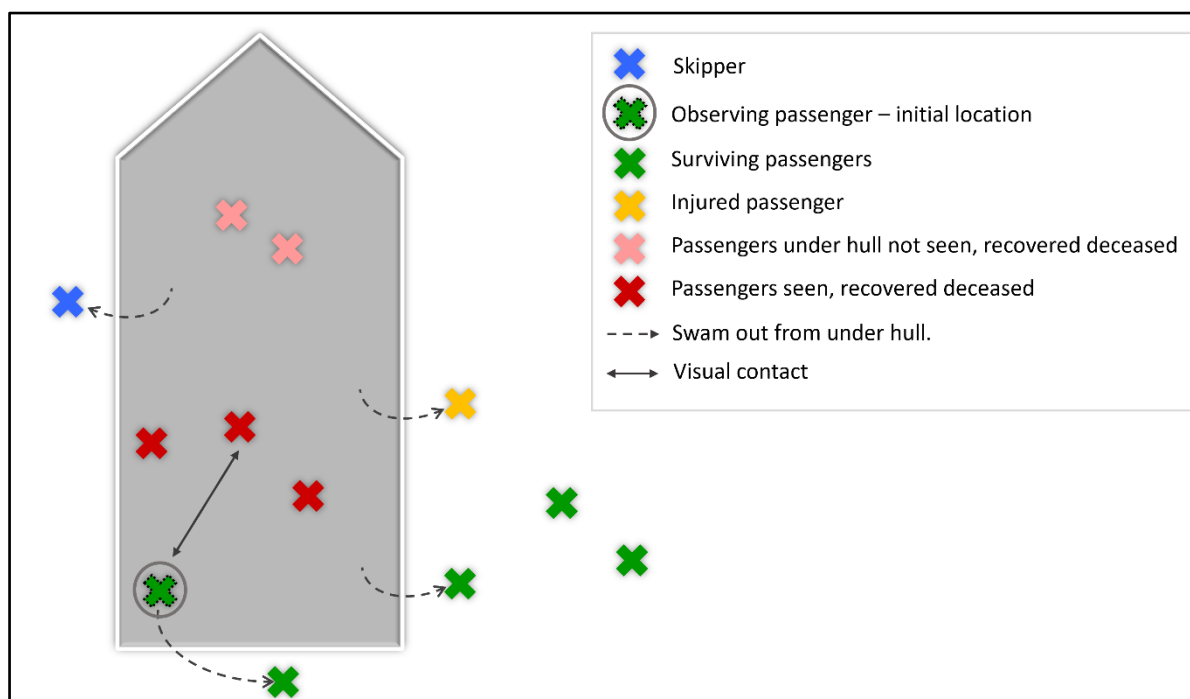 Skipper
Observing passenger – initial location
Surviving passengers
Injured passenger
Passengers under hull not seen, recovered deceased
Passengers seen, recovered deceased
Swam out from under hull.
Visual contact